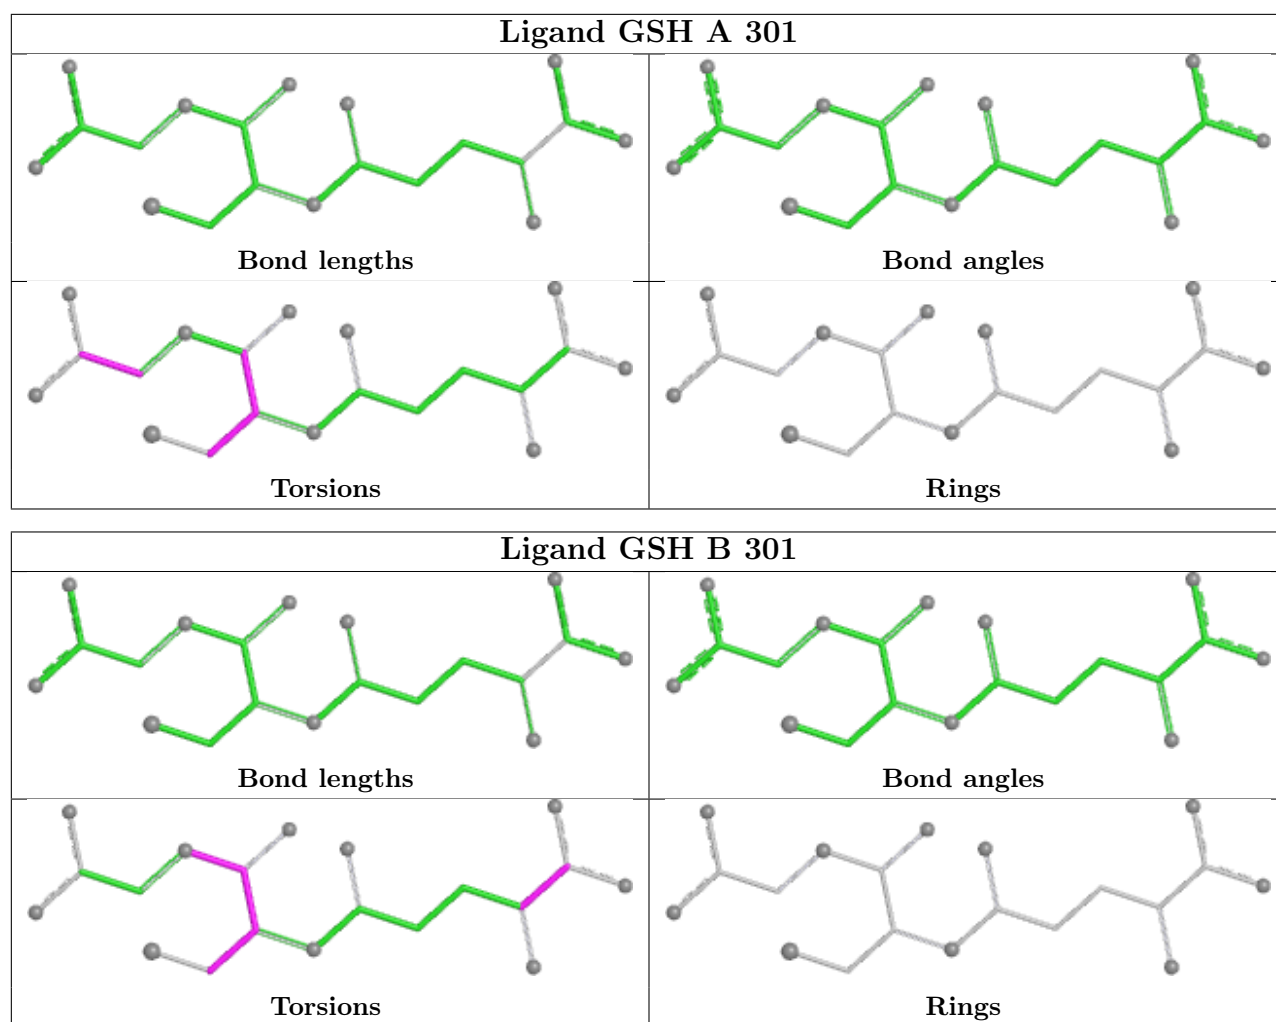 Ligand GSH A 301
Bond lengths
Bond angles
Torsions
Rings
Ligand GSH B 301
Bond lengths
Bond angles
Torsions
Rings